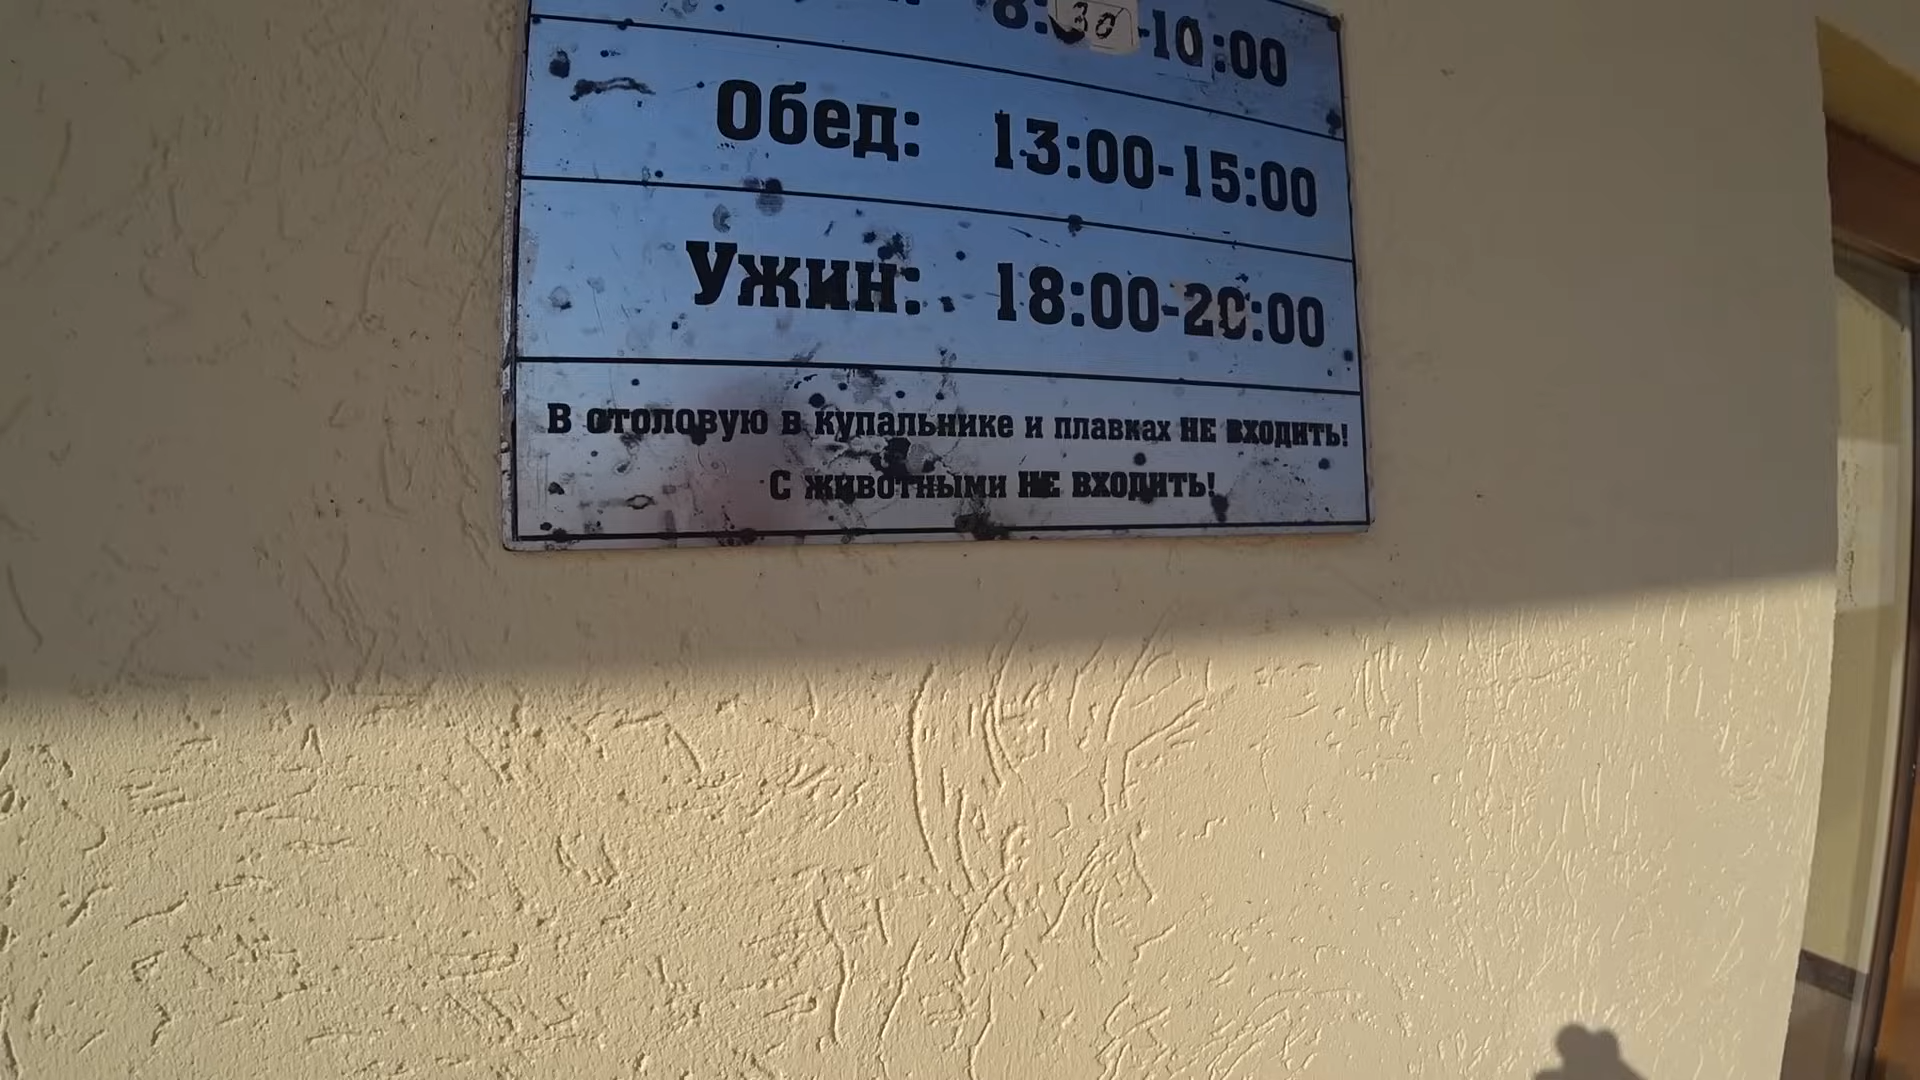 8:30-10:00
Обед: 13:00-15:00
Ужин: 18:00-20:00
В столовую в купальнике и плавках НЕ ВХОДИТЬ!
С животными НЕ ВХОДИТЬ!